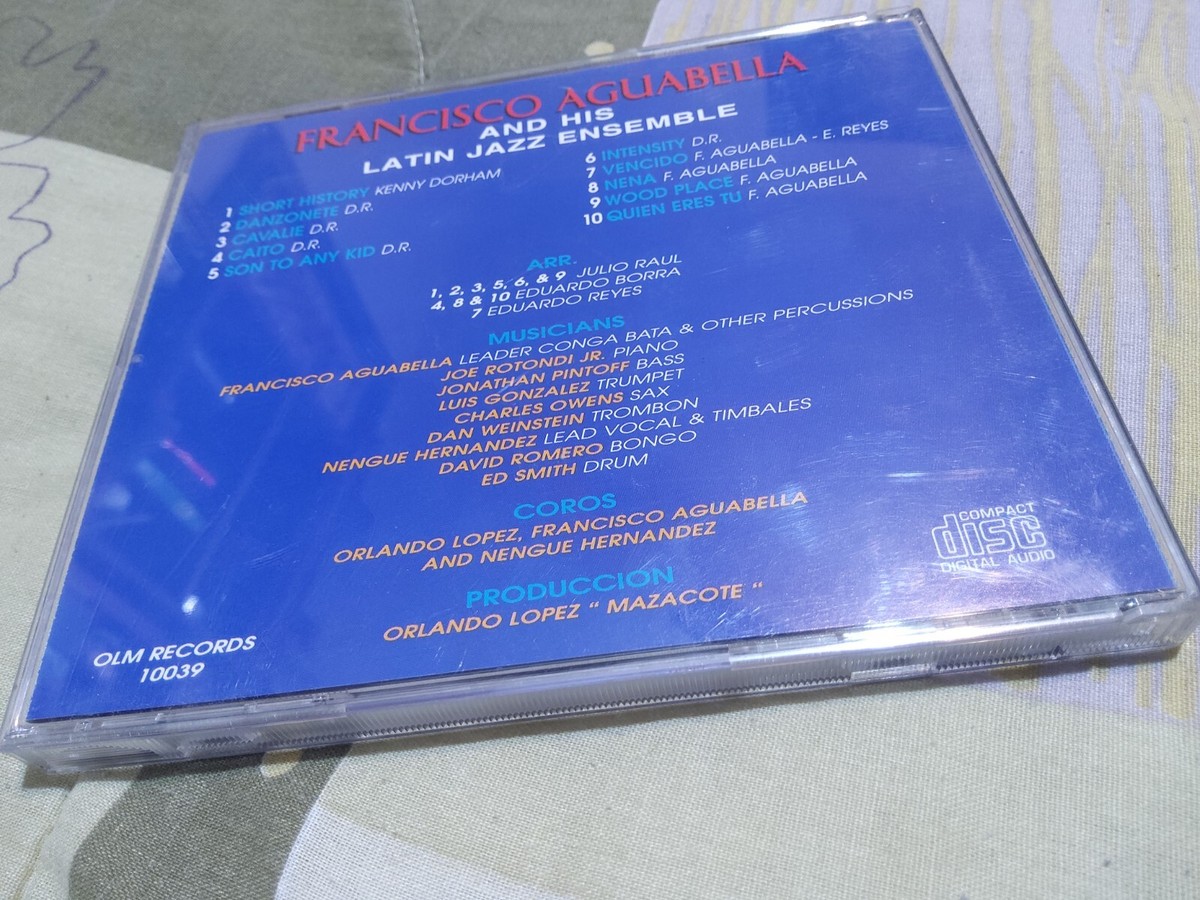 FRANCISCO AGUABELLA
AND HIS
LATIN JAZZ ENSEMBLE
1 SHORT HISTORY KENNY DORHAM
2 DANZONETE D.R.
3 CAVALIE D.R.
4 CAITO D.R.
5 SON TO ANY KID D.R.
6 INTENSITY D.R.
7 VENCIDO F. AGUABELLA - E. REYES
8 NENA F. AGUABELLA
9 WOOD PLACE F. AGUABELLA
10 QUIEN ERES TU F. AGUABELLA
ARR.
1, 2, 3, 5, 6, & 9 JULIO RAUL
4, 8 & 10 EDUARDO BORRA
7 EDUARDO REYES
MUSICIANS
FRANCISCO AGUABELLA LEADER CONGA BATA & OTHER PERCUSSIONS
JOE ROTONDI JR. PIANO
JONATHAN PINTOFF BASS
LUIS GONZALEZ TRUMPET
CHARLES OWENS SAX
DAN WEINSTEIN TROMBON
NENGUE HERNANDEZ LEAD VOCAL & TIMBALES
DAVID ROMERO BONGO
ED SMITH DRUM
COROS
ORLANDO LOPEZ, FRANCISCO AGUABELLA
AND NENGUE HERNANDEZ
PRODUCCION
ORLANDO LOPEZ “ MAZACOTE “
COMPACT
disc
DIGITAL AUDIO
OLM RECORDS
10039